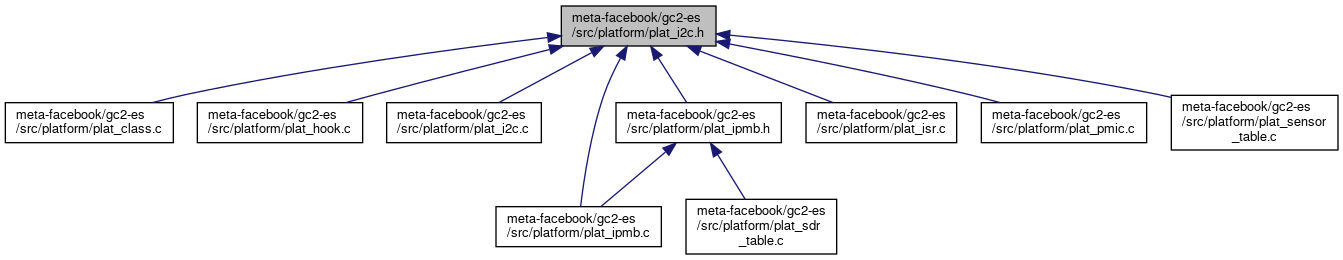 meta-facebook/gc2-es
/src/platform/plat_i2c.h
meta-facebook/gc2-es
/src/platform/plat_class.c
meta-facebook/gc2-es
/src/platform/plat_hook.c
meta-facebook/gc2-es
/src/platform/plat_i2c.c
meta-facebook/gc2-es
/src/platform/plat_ipmb.h
meta-facebook/gc2-es
/src/platform/plat_isr.c
meta-facebook/gc2-es
/src/platform/plat_pmic.c
meta-facebook/gc2-es
/src/platform/plat_sensor
_table.c
meta-facebook/gc2-es
/src/platform/plat_ipmb.c
meta-facebook/gc2-es
/src/platform/plat_sdr
_table.c